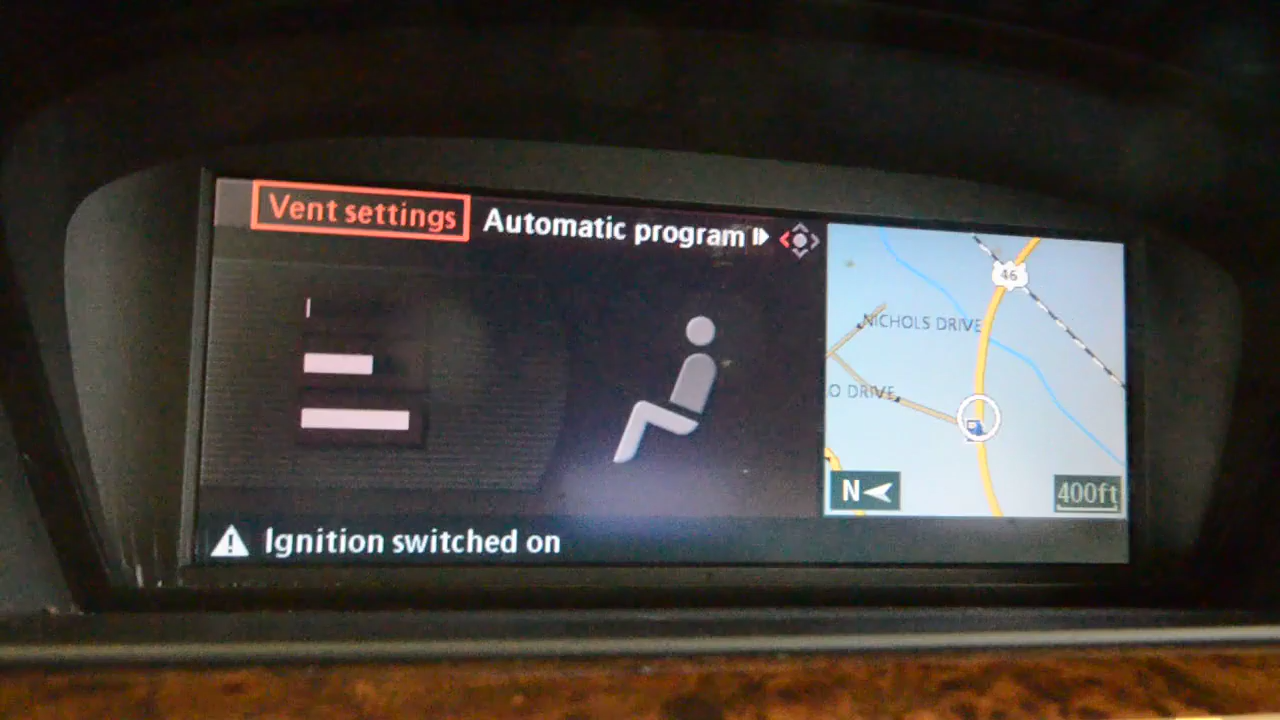 Vent settings
Automatic program
46
NICHOLS DRIVE
O DRIVE
N
400ft
Ignition switched on